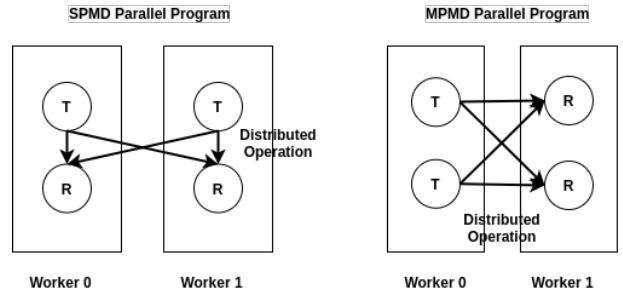 SPMD Parallel Program
T
T
Distributed
Operation
R
R
Worker 0
Worker 1
MPMD Parallel Program
T
R
T
R
Distributed
Operation
Worker 0
Worker 1